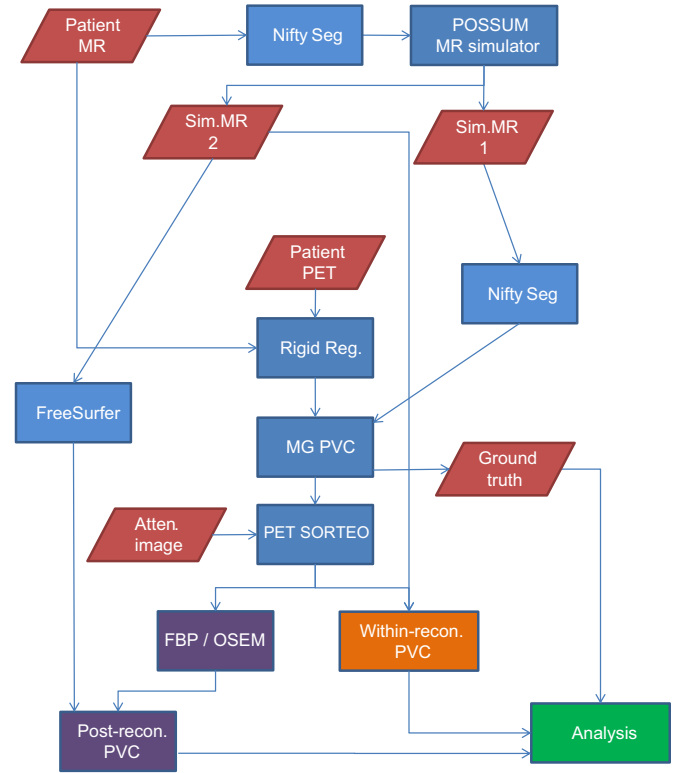 Patient
MR
Nifty Seg
POSSUM
MR simulator
Sim.MR
2
Sim.MR
1
Patient
PET
Nifty Seg
Rigid Reg.
FreeSurfer
MG PVC
Ground
truth
Atten.
image
PET SORTEO
FBP / OSEM
Within-recon.
PVC
Post-recon.
PVC
Analysis